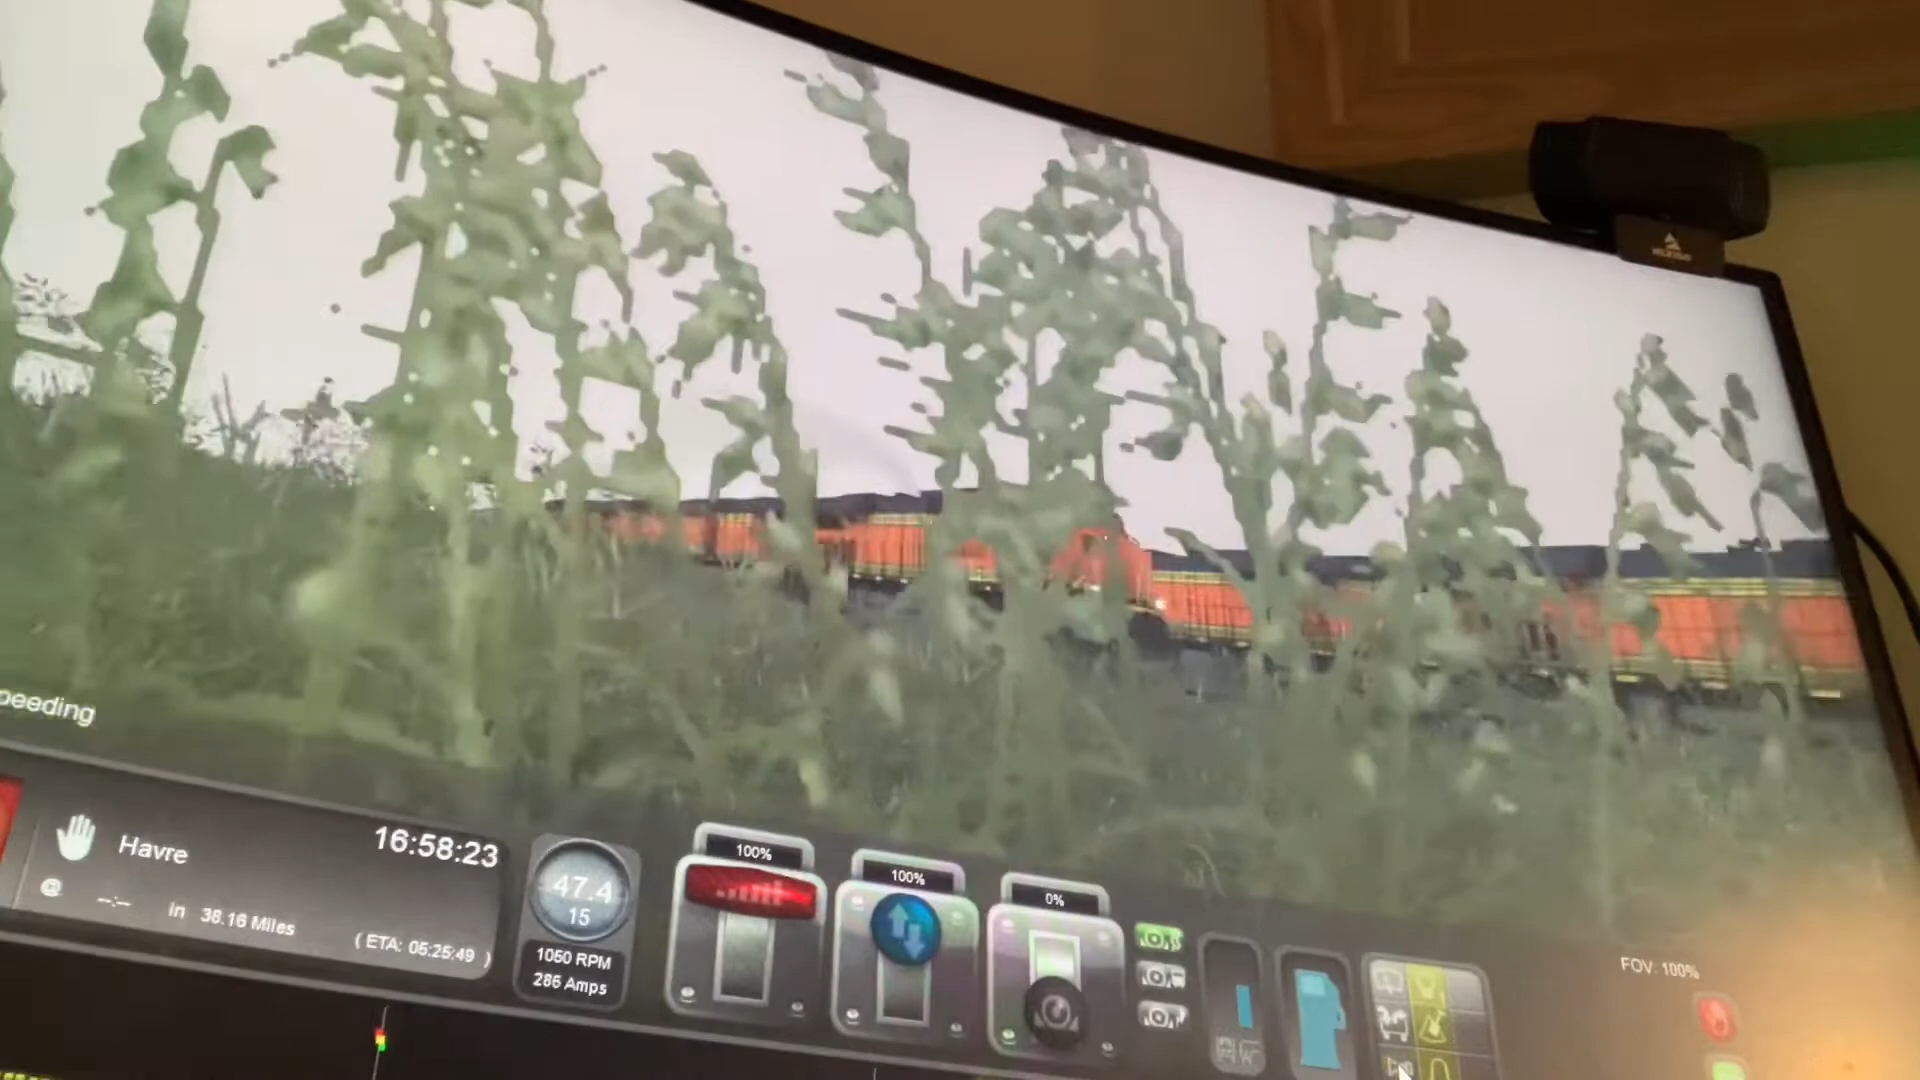 peeding
Havre
16:58:23
--:--
in
38.16 Miles
( ETA: 05:25:49 )
47.4
15
1050 RPM
286 Amps
100%
100%
0%
FOV: 100%